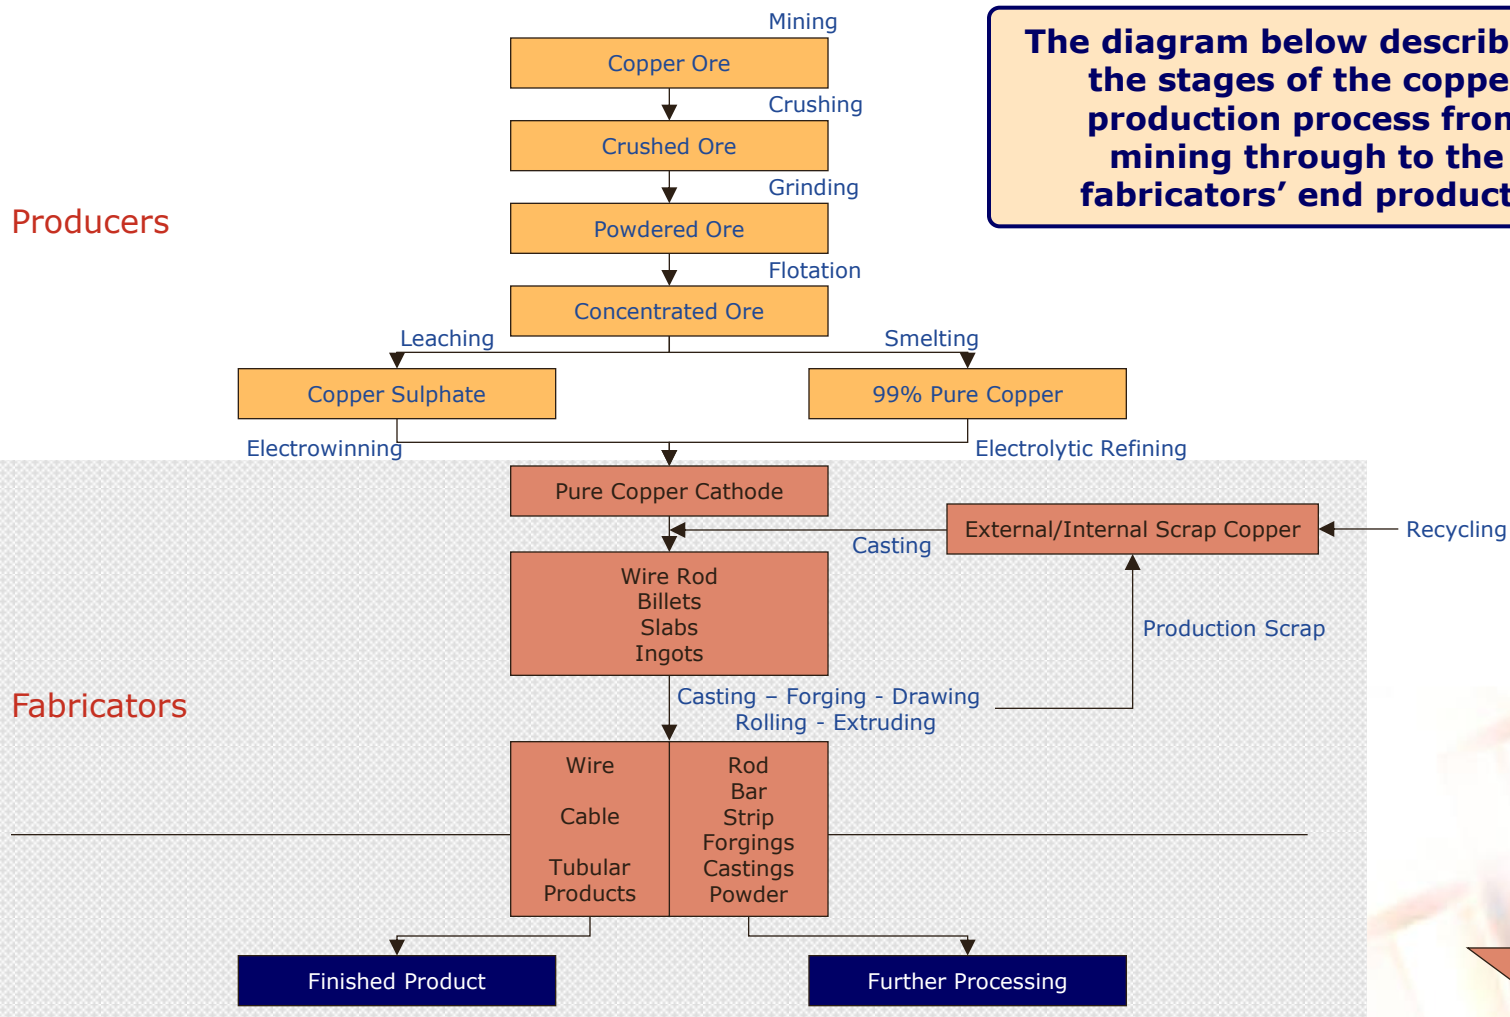 Mining
Copper Ore
The diagram below describ
the stages of the coppe
production process fron
mining through to the
fabricators’ end product
Crushing
Crushed Ore
Grinding
Producers
Powdered Ore
Flotation
Concentrated Ore
Leaching
Smelting
Copper Sulphate
99% Pure Copper
Electrowinning
Electrolytic Refining
Pure Copper Cathode
External/Internal Scrap Copper
Recycling
Casting
Wire Rod
Billets
Slabs
Ingots
Production Scrap
Fabricators
Casting – Forging - Drawing
Rolling - Extruding
Wire
Cable
Tubular
Products
Rod
Bar
Strip
Forgings
Castings
Powder
Finished Product
Further Processing